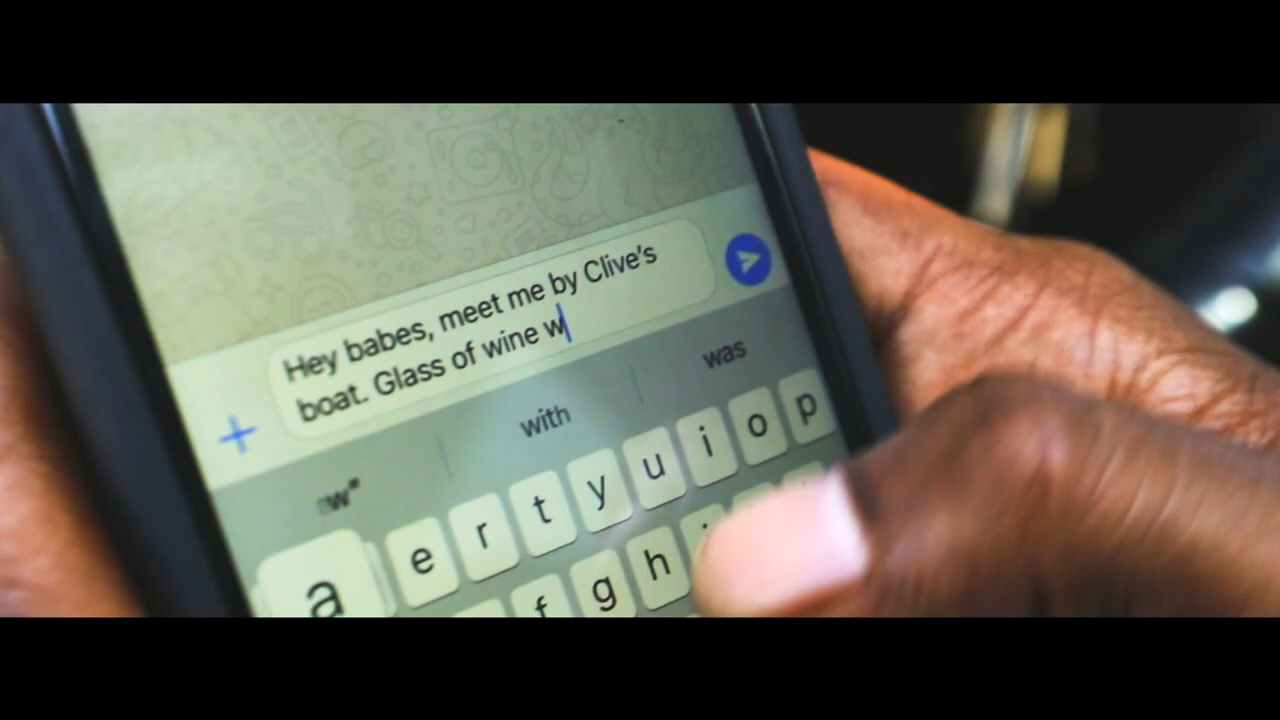 Hey babes, meet me by Clive's
boat. Glass of wine w
with
was
e r t y u i o p
a
f g h